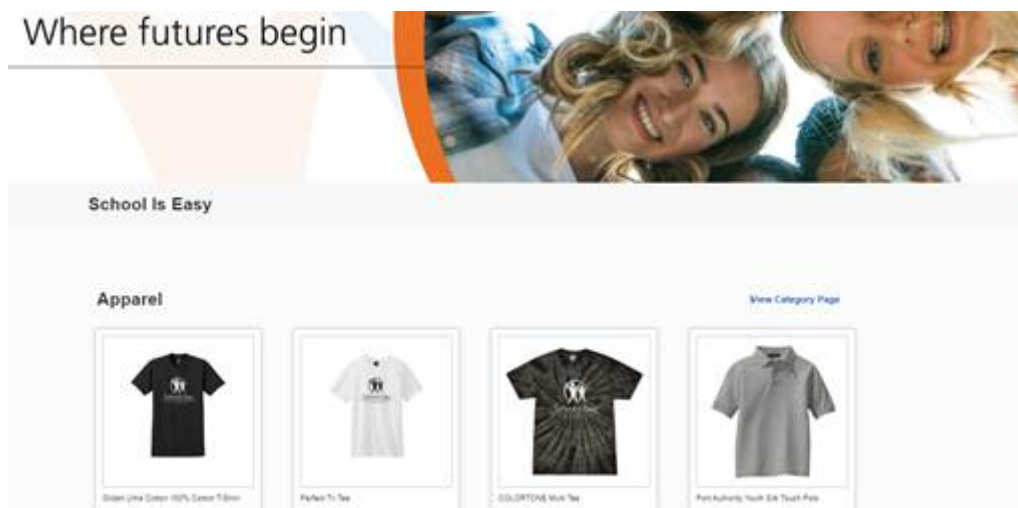 Where futures begin
School Is Easy
Apparel
View Category Page
Gildan Ultra Cotton 100% Cotton T-Shirt
Perfect Tri Tee
COLORTONE Multi Tee
Port Authority Youth Silk Touch Polo